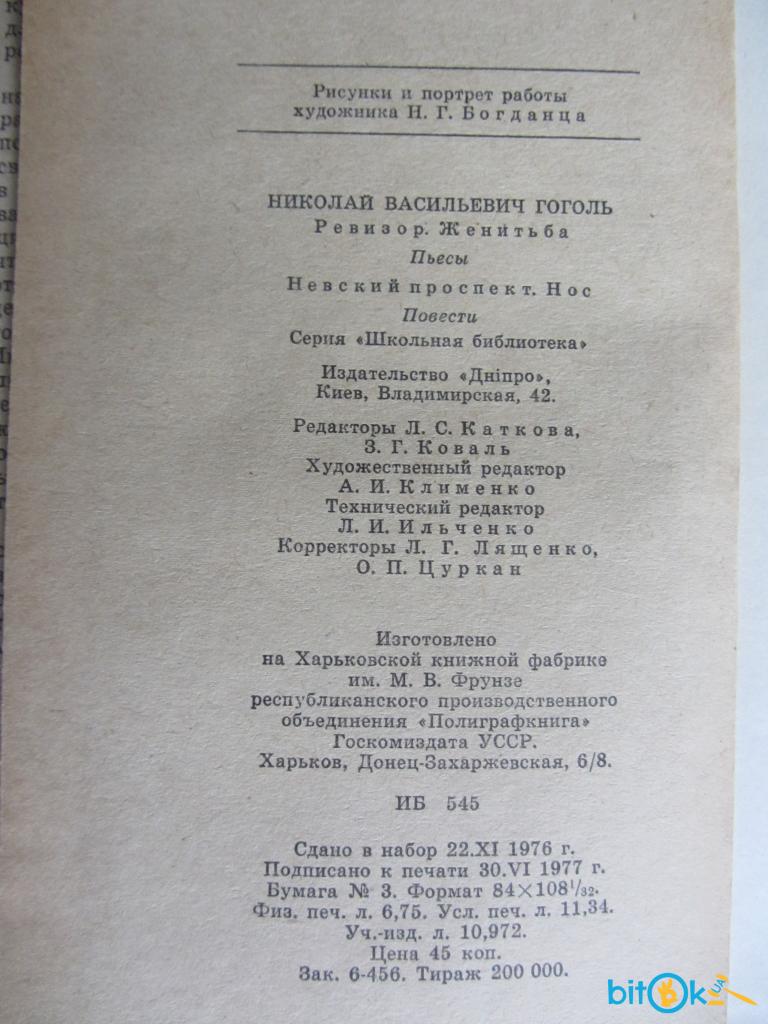 Рисунки и портрет работы
художника Н. Г. Богданца
НИКОЛАЙ ВАСИЛЬЕВИЧ ГОГОЛЬ
Ревизор. Женитьба
Пьесы
Невский проспект. Нос
Повести
Серия «Школьная библиотека»
Издательство «Дніпро»,
Киев, Владимирская, 42.
Редакторы Л. С. Каткова,
З. Г. Коваль
Художественный редактор
А. И. Клименко
Технический редактор
Л. И. Ильченко
Корректоры Л. Г. Лященко,
О. П. Цуркан
Изготовлено
на Харьковской книжной фабрике
им. М. В. Фрунзе
республиканского производственного
объединения «Полиграфкнига»
Госкомиздата УССР.
Харьков, Донец-Захаржевская, 6/8.
ИБ 545
Сдано в набор 22.XI 1976 г.
Подписано к печати 30.VI 1977 г.
Бумага № 3. Формат 84×108¹/₃₂.
Физ. печ. л. 6,75. Усл. печ. л. 11,34.
Уч.-изд. л. 10,972.
Цена 45 коп.
Зак. 6-456. Тираж 200 000.
bitOk.UA